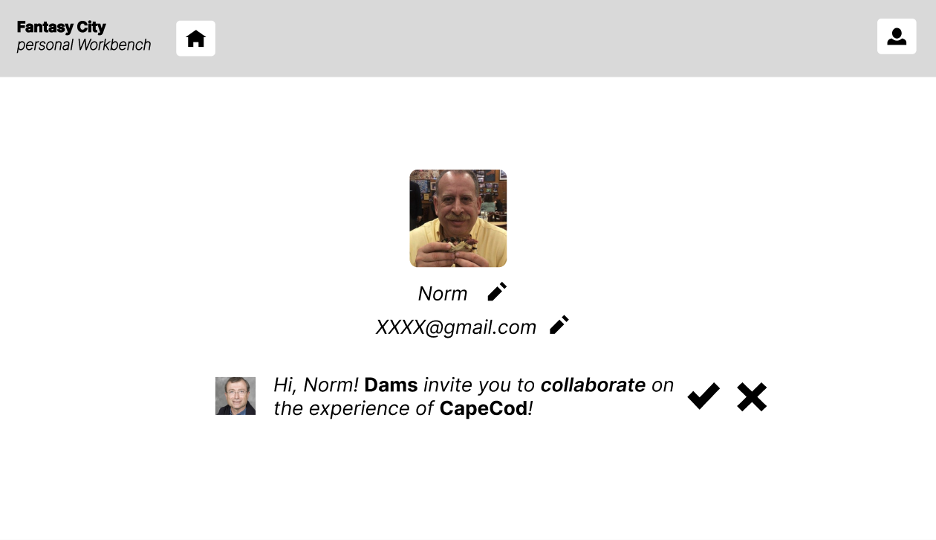 Fantasy City
personal Workbench
Norm
XXXX@gmail.com
Hi, Norm! Dams invite you to collaborate on
the experience of CapeCod!